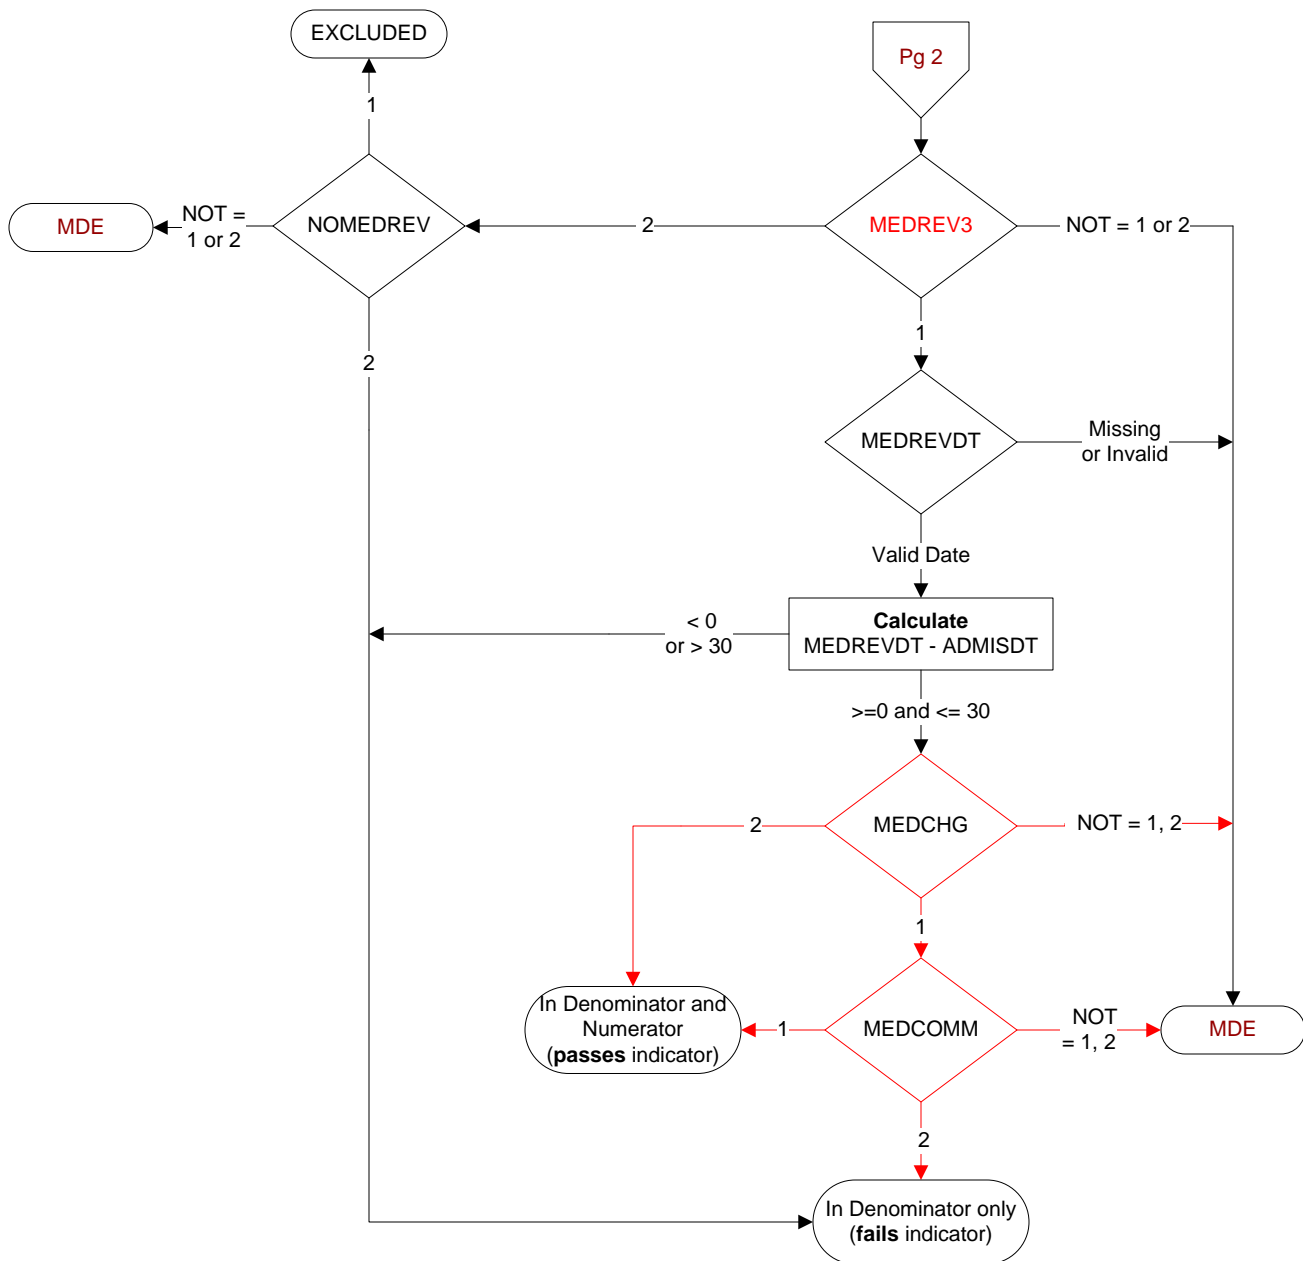 EXCLUDED
Pg 2
1
MDE
NOT =
1 or 2
NOMEDREV
2
MEDREV3
NOT = 1 or 2
1
2
MEDREVDT
Missing
or Invalid
Valid Date
< 0
or > 30
Calculate
MEDREVDT - ADMISDT
>=0 and <= 30
2
MEDCHG
NOT = 1, 2
1
In Denominator and
Numerator
(passes indicator)
1
MEDCOMM
NOT
= 1, 2
MDE
2
In Denominator only
(fails indicator)